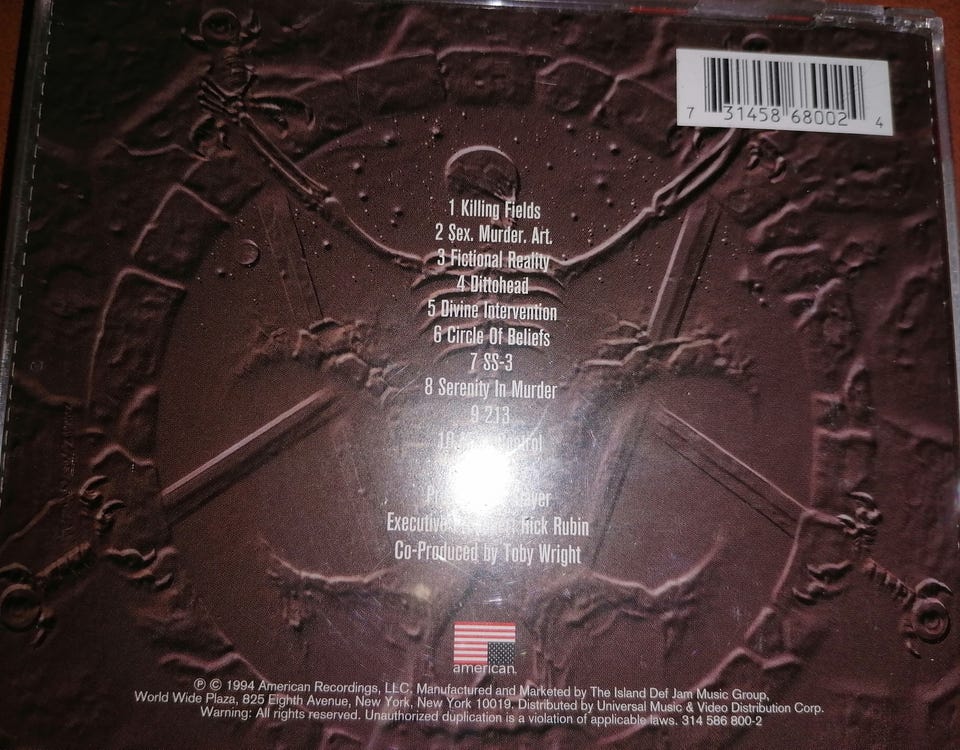 7 31458 68002 4
1 Killing Fields
2 Sex. Murder. Art.
3 Fictional Reality
4 Dittohead
5 Divine Intervention
6 Circle Of Beliefs
7 SS-3
8 Serenity In Murder
9 213
10
Executive Rick Rubin
Co-Produced by Toby Wright
american.
℗ © 1994 American Recordings, LLC. Manufactured and Marketed by The Island Def Jam Music Group,
World Wide Plaza, 825 Eighth Avenue, New York, New York 10019. Distributed by Universal Music & Video Distribution Corp.
Warning: All rights reserved. Unauthorized duplication is a violation of applicable laws. 314 586 800-2